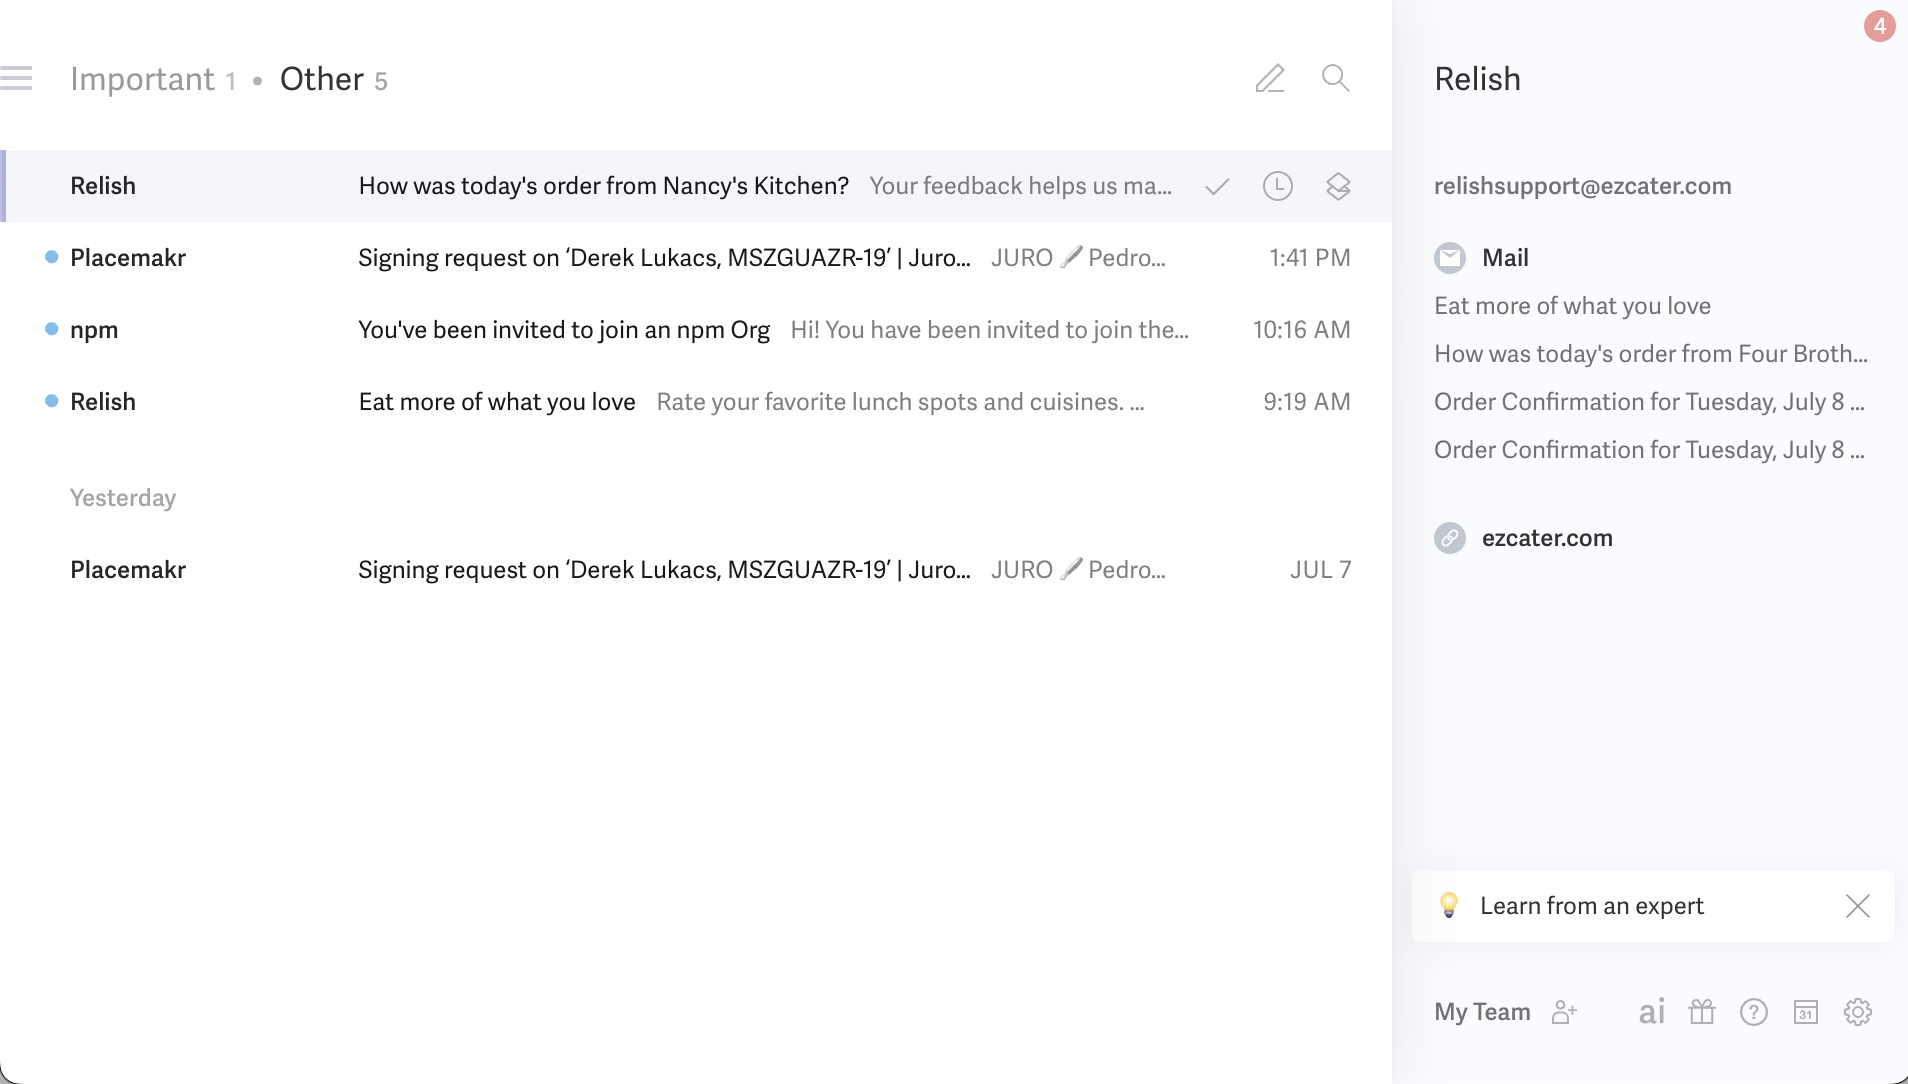 4
Important 1 • Other 5
Relish
Relish How was today's order from Nancy's Kitchen? Your feedback helps us ma...
relishsupport@ezcater.com
Placemakr Signing request on ‘Derek Lukacs, MSZGUAZR-19’ | Juro... JURO 🖊️ Pedro... 1:41 PM
Mail
Eat more of what you love
npm You've been invited to join an npm Org Hi! You have been invited to join the... 10:16 AM
How was today's order from Four Broth...
Relish Eat more of what you love Rate your favorite lunch spots and cuisines. ... 9:19 AM
Order Confirmation for Tuesday, July 8 ...
Order Confirmation for Tuesday, July 8 ...
Yesterday
ezcater.com
Placemakr Signing request on ‘Derek Lukacs, MSZGUAZR-19’ | Juro... JURO 🖊️ Pedro... JUL 7
💡 Learn from an expert
My Team ai ? 31